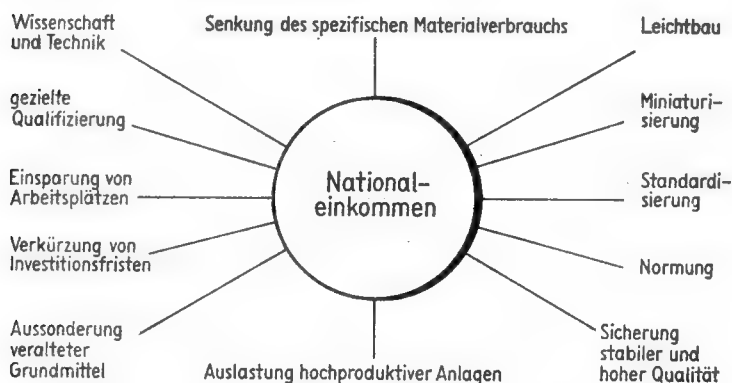 Wissenschaft
und Technik
Senkung des spezifischen Materialverbrauchs
Leichtbau
gezielte
Qualifizierung
Miniaturi-
sierung
Einsparung von
Arbeitsplätzen
National-
einkommen
Standardi-
sierung
Verkürzung von
Investitionsfristen
Normung
Aussonderung
veralteter
Grundmittel
Auslastung hochproduktiver Anlagen
Sicherung
stabiler und
hoher Qualität